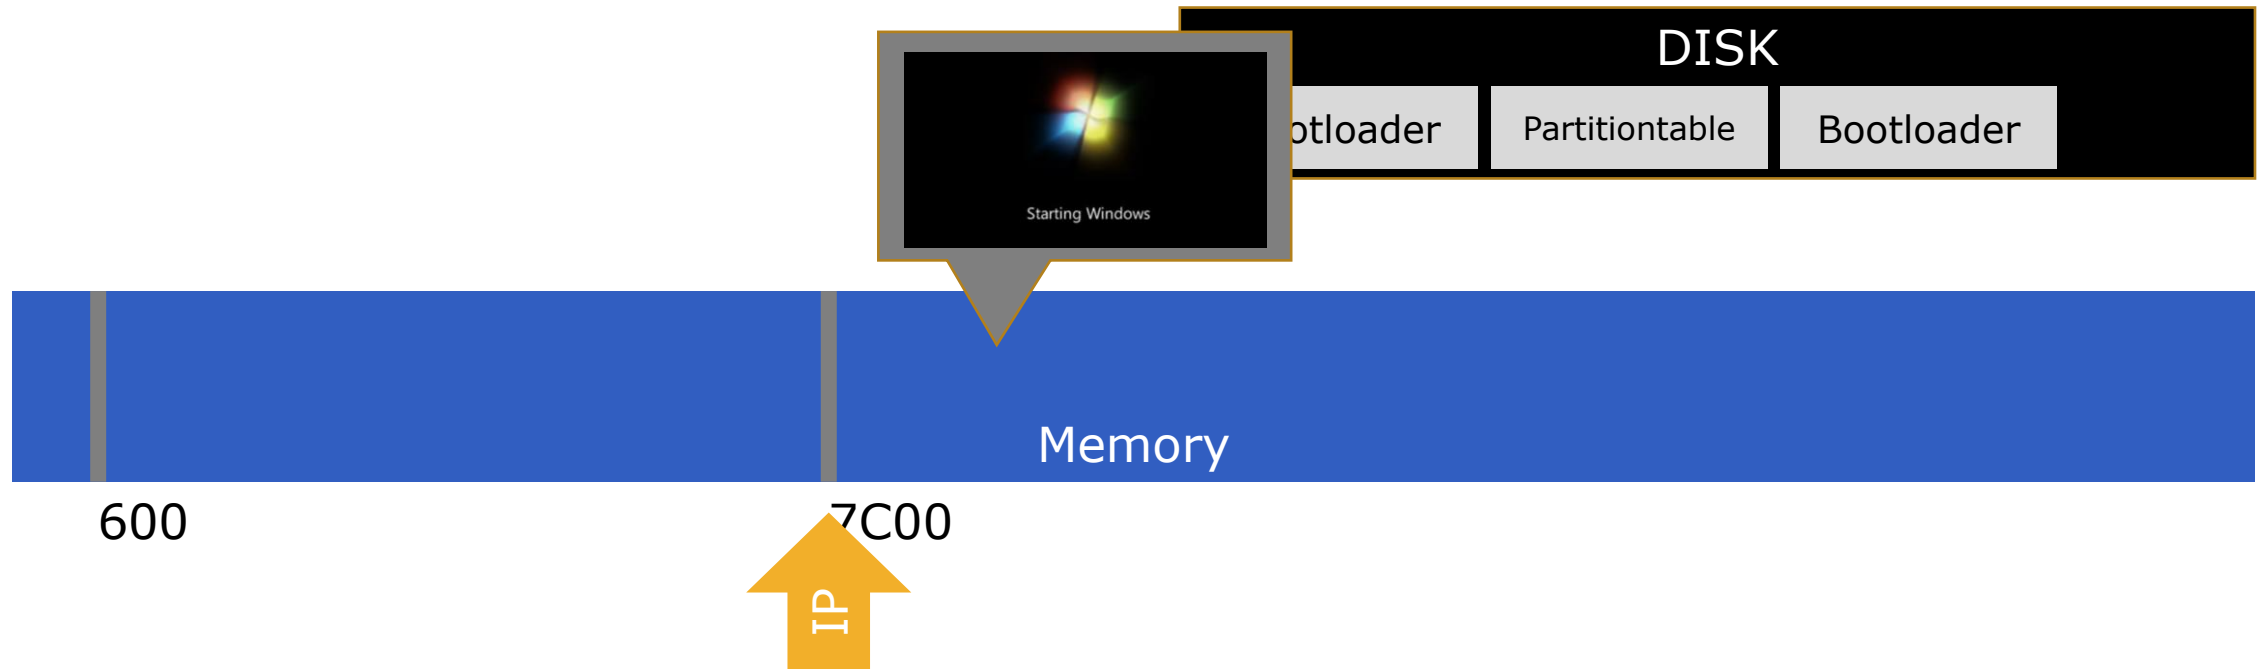 DISK
otloader
Partitiontable
Bootloader
Starting Windows
Memory
600
7C00
IP